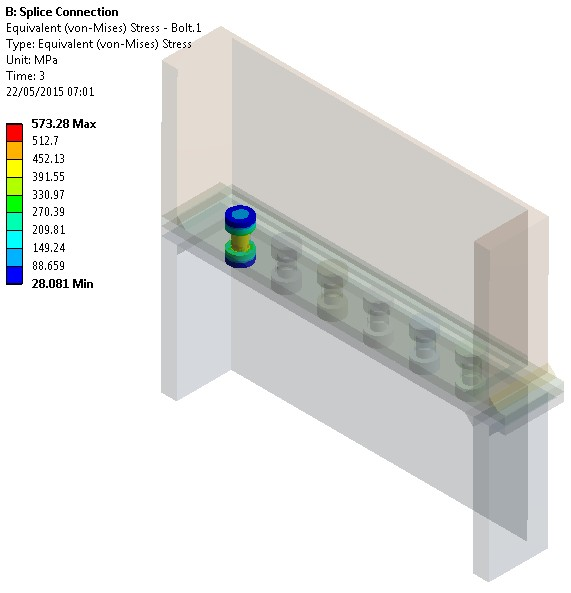 B: Splice Connection
Equivalent (von-Mises) Stress - Bolt.1
Type: Equivalent (von-Mises) Stress
Unit: MPa
Time: 3
22/05/2015 07:01
573.28 Max
512.7
452.13
391.55
330.97
270.39
209.81
149.24
88.659
28.081 Min